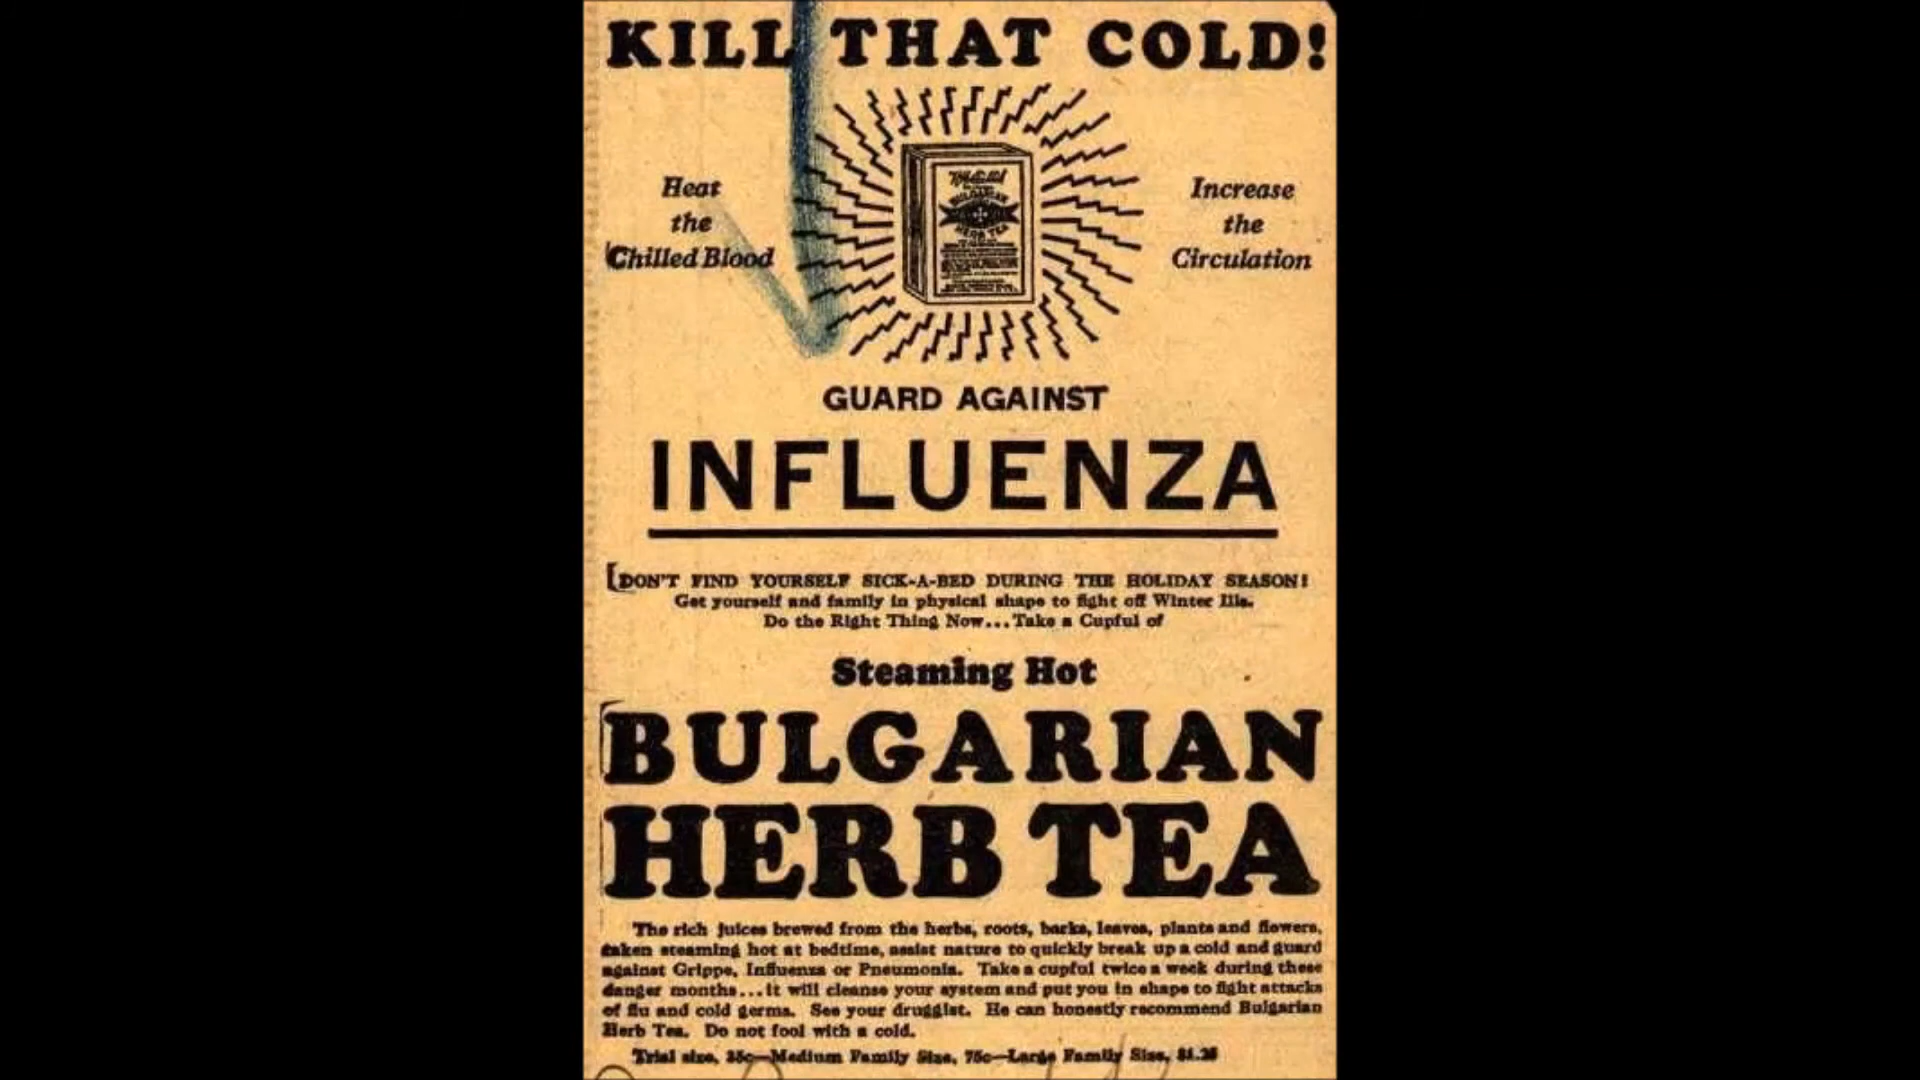 KILL THAT COLD!
Heat
the
Chilled Blood
Increase
the
Circulation
BULGARIAN
HERB TEA
GUARD AGAINST
INFLUENZA
DON'T FIND YOURSELF SICK-A-BED DURING THE HOLIDAY SEASON!
Get yourself and family in physical shape to fight off Winter Ills.
Do the Right Thing Now...Take a Cupful of
Steaming Hot
BULGARIAN
HERB TEA
The rich juices brewed from the herbs, roots, barks, leaves, plants and flowers,
taken steaming hot at bedtime, assist nature to quickly break up a cold and guard
against Grippe, Influenza or Pneumonia. Take a cupful twice a week during these
danger months...it will cleanse your system and put you in shape to fight attacks
of flu and cold germs. See your druggist. He can honestly recommend Bulgarian
Herb Tea. Do not fool with a cold.
Trial size, 35c—Medium Family Size, 75c—Large Family Size, $1.25